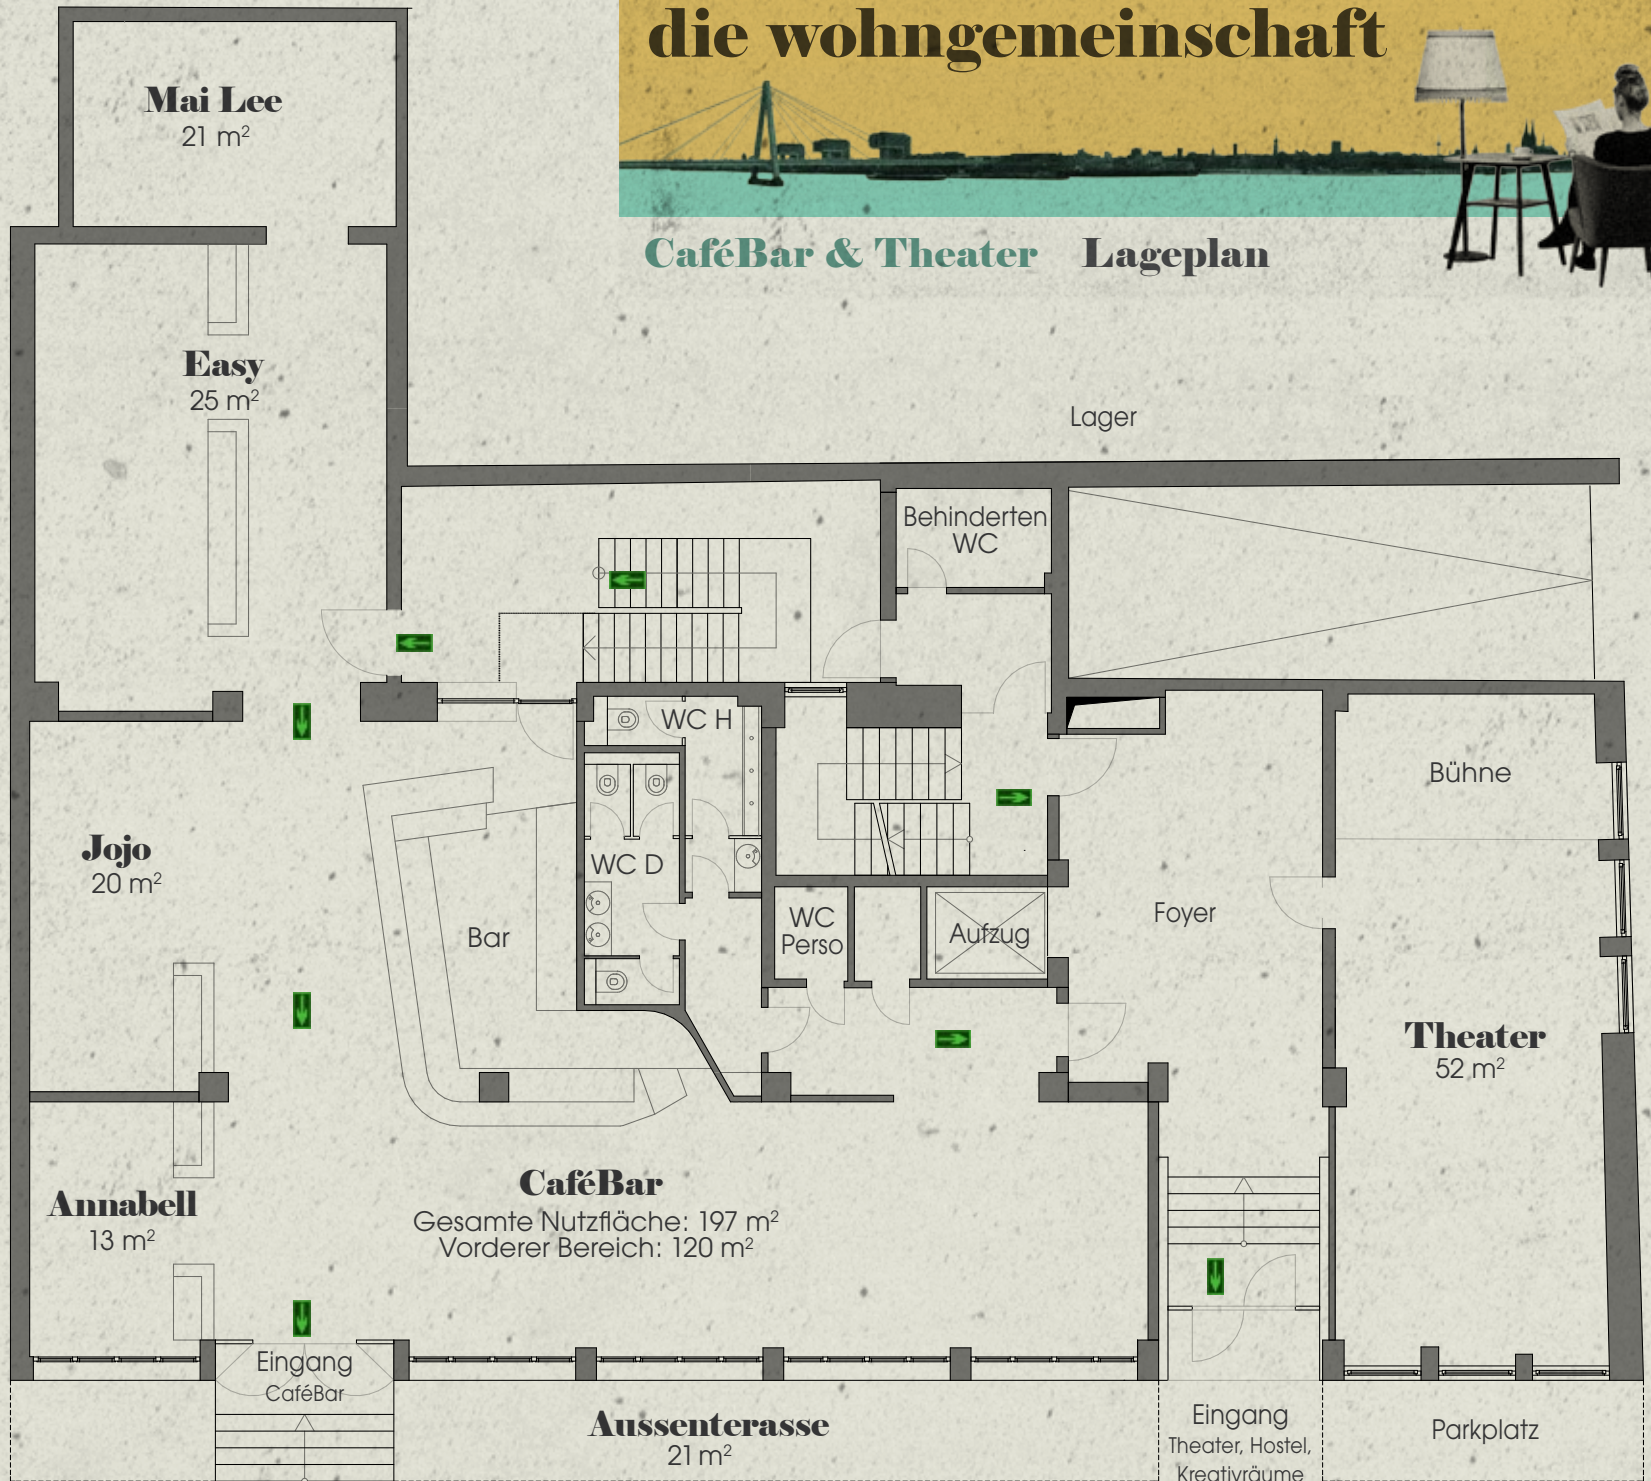 die wohngemeinschaft
CaféBar & Theater Lageplan
Mai Lee
21 m²
Easy
25 m²
Lager
Behinderten
WC
WC H
Bühne
Jojo
20 m²
WC D
Bar
WC
Perso
Aufzug
Foyer
Theater
52 m²
CaféBar
Gesamte Nutzfläche: 197 m²
Vorderer Bereich: 120 m²
Annabell
13 m²
Eingang
CaféBar
Aussenterasse
21 m²
Eingang
Theater, Hostel,
Kreativräume
Parkplatz